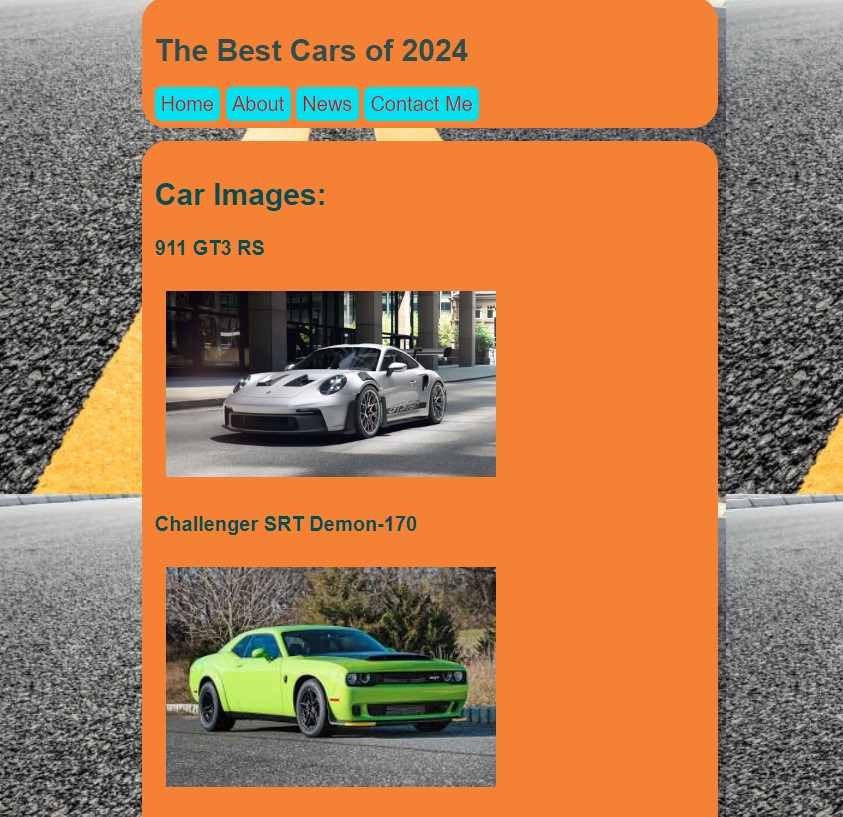 The Best Cars of 2024
Home About News Contact Me
Car Images:
911 GT3 RS
Challenger SRT Demon-170